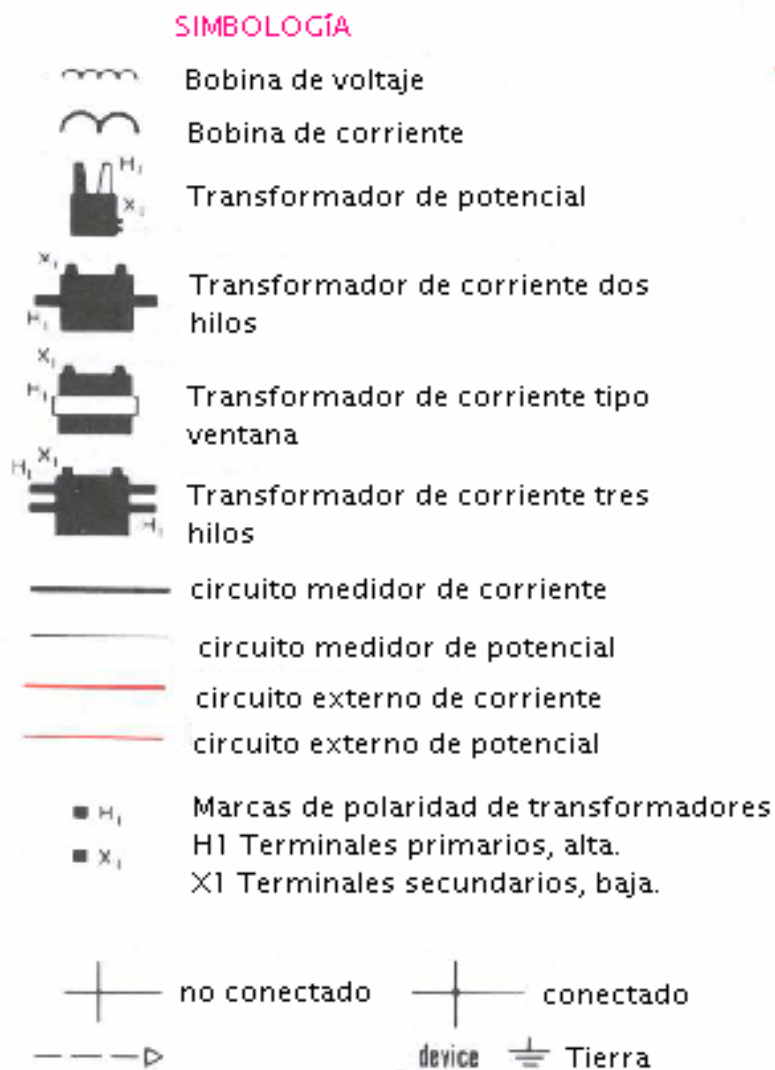 SIMBOLOGÍA
Bobina de voltaje
Bobina de corriente
H1
X1
Transformador de potencial
X1
H1
Transformador de corriente dos
hilos
X1
H1
Transformador de corriente tipo
ventana
H1 X1
H1
Transformador de corriente tres
hilos
circuito medidor de corriente
circuito medidor de potencial
circuito externo de corriente
circuito externo de potencial
H1
X1
Marcas de polaridad de transformadores
H1 Terminales primarios, alta.
X1 Terminales secundarios, baja.
no conectado
conectado
device
Tierra